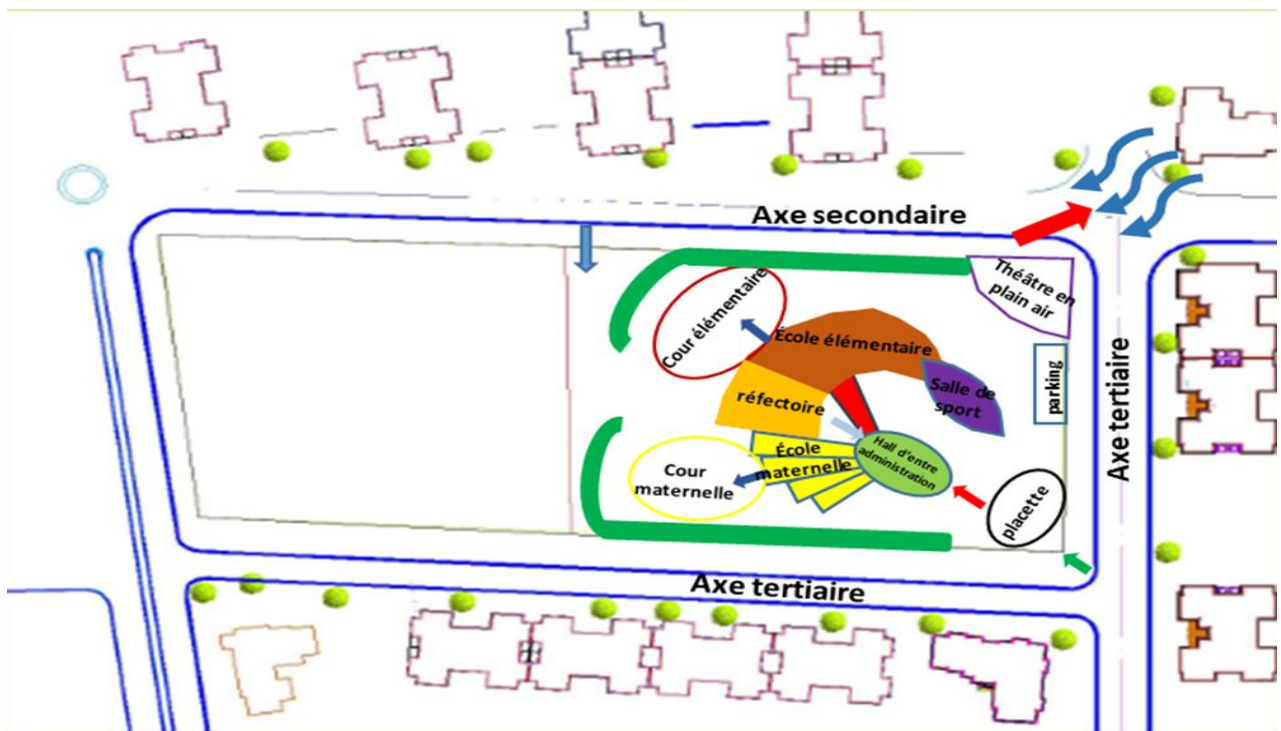 Axe secondaire
Théâtre en
plain air
Cour élémentaire
École élémentaire
Salle de
sport
parking
Axe tertiaire
réfectoire
Hall d'entre
administration
École
maternelle
Cour
maternelle
placette
Axe tertiaire